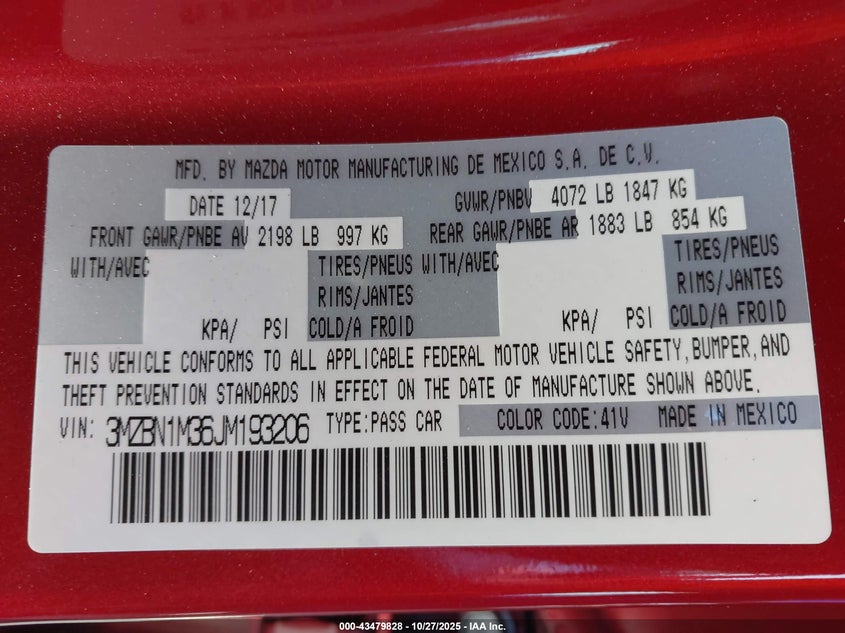 MFD. BY MAZDA MOTOR MANUFACTURING DE MEXICO S.A. DE C.V.
DATE 12/17 GVWR/PNBV 4072 LB 1847 KG
FRONT GAWR/PNBE AV 2198 LB 997 KG REAR GAWR/PNBE AR 1883 LB 854 KG
WITH/AVEC TIRES/PNEUS WITH/AVEC TIRES/PNEUS
RIMS/JANTES RIMS/JANTES
KPA/ PSI COLD/A FROID KPA/ PSI COLD/A FROID
THIS VEHICLE CONFORMS TO ALL APPLICABLE FEDERAL MOTOR VEHICLE SAFETY,BUMPER,AND
THEFT PREVENTION STANDARDS IN EFFECT ON THE DATE OF MANUFACTURE SHOWN ABOVE.
VIN: 3MZBN1M36JM193206 TYPE:PASS CAR COLOR CODE:41V MADE IN MEXICO
000-43479828 - 10/27/2025 - IAA Inc.